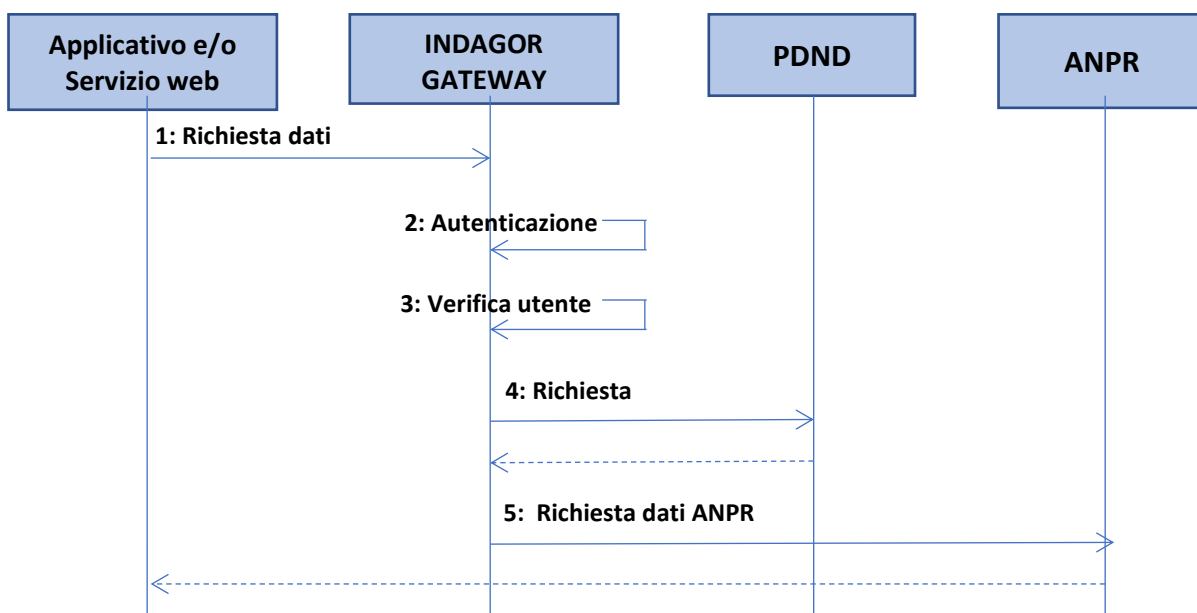 Applicativo e/o
Servizio web
INDAGOR
GATEWAY
PDND
ANPR
1: Richiesta dati
2: Autenticazione
3: Verifica utente
4: Richiesta
5: Richiesta dati ANPR